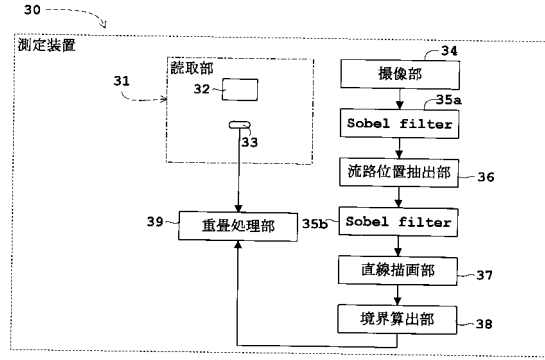 30
測定装置
読取部
31
32
33
34
撮像部
35a
Sobel filter
流路位置抽出部
36
39
重畳処理部
35b
Sobel filter
直線描画部
37
境界算出部
38